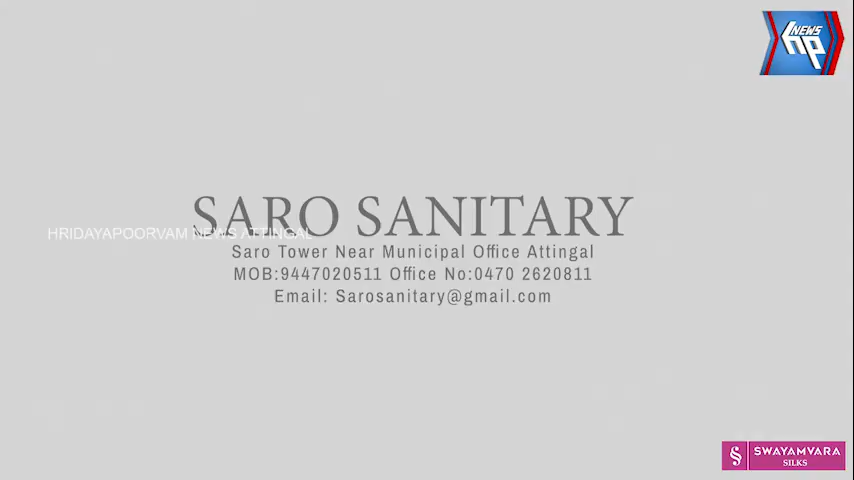 NEWS
hp
SARO SANITARY
HRIDAYAPOORVAM NEWS ATTINGAL
Saro Tower Near Municipal Office Attingal
MOB:9447020511 Office No:0470 2620811
Email: Sarosanitary@gmail.com
SWAYAMVARA
SILKS